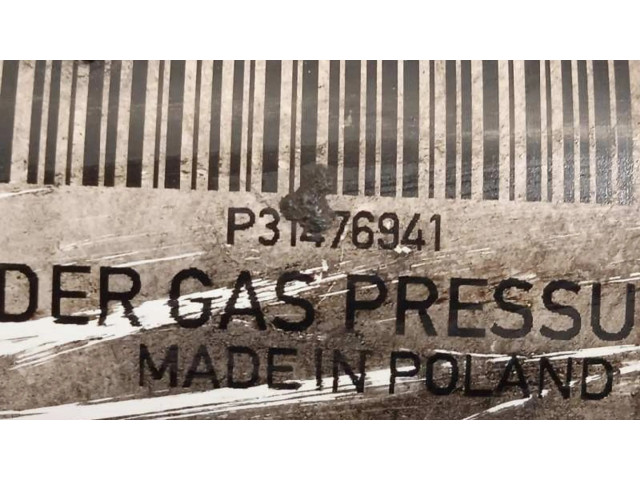 P31476941
DER GAS PRESSU
MADE IN POLAND